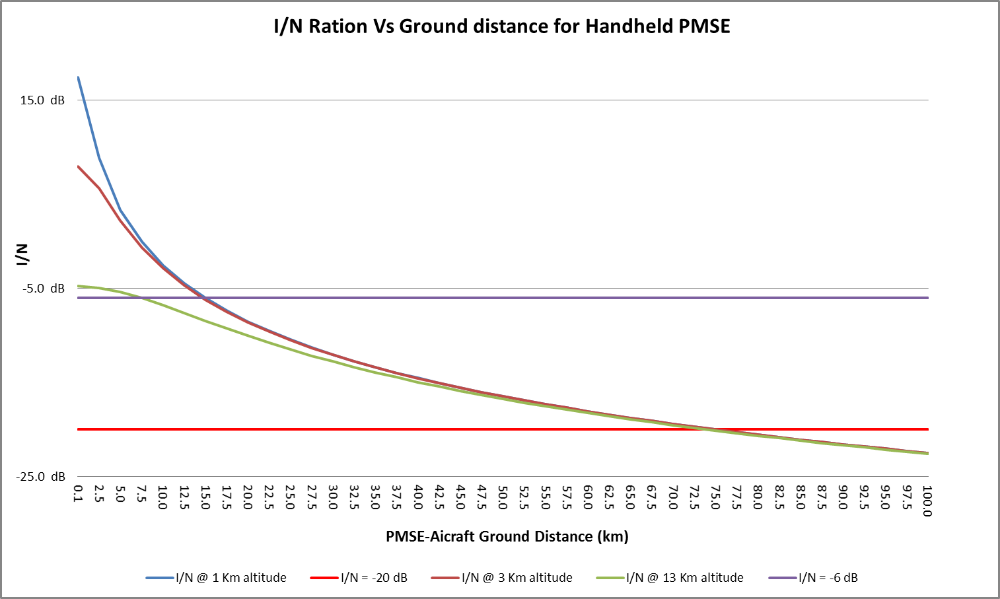 I/N Ration Vs Ground distance for Handheld PMSE
15.0 dB
-5.0 dB
-25.0 dB
I/N
0.1 2.5 5.0 7.5 10.0 12.5 15.0 17.5 20.0 22.5 25.0 27.5 30.0 32.5 35.0 37.5 40.0 42.5 45.0 47.5 50.0 52.5 55.0 57.5 60.0 62.5 65.0 67.5 70.0 72.5 75.0 77.5 80.0 82.5 85.0 87.5 90.0 92.5 95.0 97.5 100.0
PMSE-Aicraft Ground Distance (km)
I/N @ 1 Km altitude I/N = -20 dB I/N @ 3 Km altitude I/N @ 13 Km altitude I/N = -6 dB